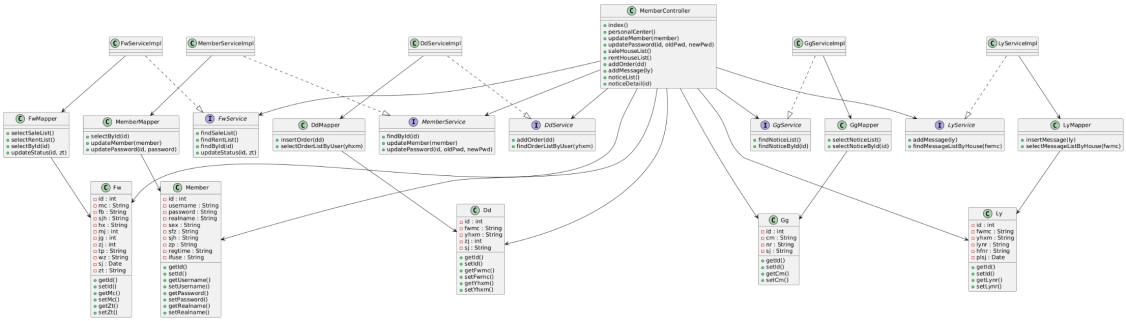 MemberController
index()
personalCenter()
updateMember(member)
updatePassword(id, oldPwd, newPwd)
saleHouseList()
rentHouseList()
addOrder(dd)
addMessage(ly)
noticeList()
noticeDetail(id)
FwServiceImpl
MemberServiceImpl
DdServiceImpl
GgServiceImpl
LyServiceImpl
FwMapper
selectSaleList()
selectRentList()
selectById(id)
updateStatus(id, zt)
MemberMapper
selectById(id)
updateMember(member)
updatePassword(id, password)
FwService
findSaleList()
findRentList()
findById(id)
updateStatus(id, zt)
DdMapper
insertOrder(dd)
selectOrderListByUser(yhxm)
MemberService
findById(id)
updateMember(member)
updatePassword(id, oldPwd, newPwd)
DdService
addOrder(dd)
findOrderListByUser(yhxm)
GgService
findNoticeList()
findNoticeById(id)
GgMapper
selectNoticeList()
selectNoticeById(id)
LyService
addMessage(ly)
findMessageListByHouse(fwmc)
LyMapper
insertMessage(ly)
selectMessageListByHouse(fwmc)
Fw
id : int
mc : String
fb : String
sjh : String
hx : String
mj : int
jg : int
zj : int
tp : String
wz : String
sj : Date
zt : String
getId()
setId()
getMc()
setMc()
getZt()
setZt()
Member
id : int
username : String
password : String
realname : String
sex : String
sfz : String
sjh : String
zp : String
regtime : String
ifuse : String
getId()
setId()
getUsername()
setUsername()
getPassword()
setPassword()
getRealname()
setRealname()
Dd
id : int
fwmc : String
yhxm : String
zj : int
sj : String
getId()
setId()
getFwmc()
setFwmc()
getYhxm()
setYhxm()
Gg
id : int
cm : String
nr : String
sj : String
getId()
setId()
getCm()
setCm()
Ly
id : int
fwmc : String
yhxm : String
lynr : String
hfnr : String
plsj : Date
getId()
setId()
getLynr()
setLynr()